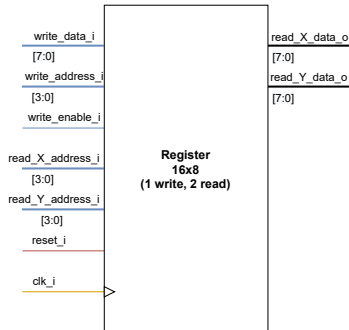 write_data_i
[7:0]
write_address_i
[3:0]
write_enable_i
read_X_address_i
[3:0]
read_Y_address_i
[3:0]
reset_i
clk_i
Register
16x8
(1 write, 2 read)
read_X_data_o
[7:0]
read_Y_data_o
[7:0]